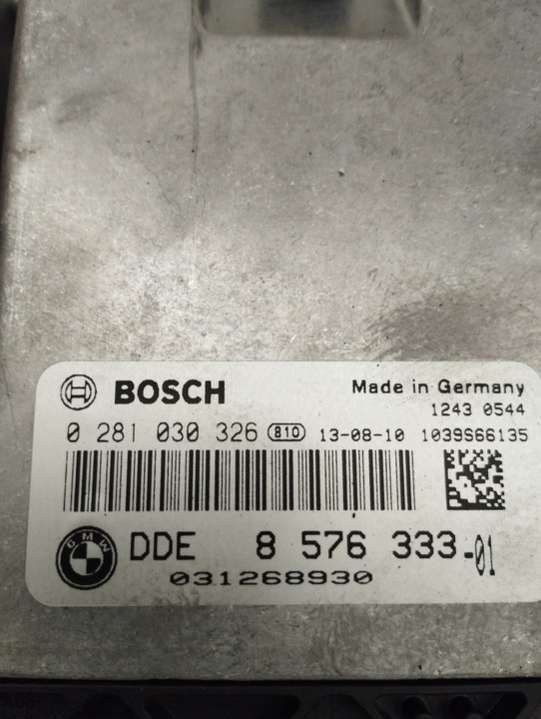 BOSCH
Made in Germany
1243 0544
0 281 030 326 B10 13-08-10 1039S66135
BMW DDE 8 576 333-01
031268930